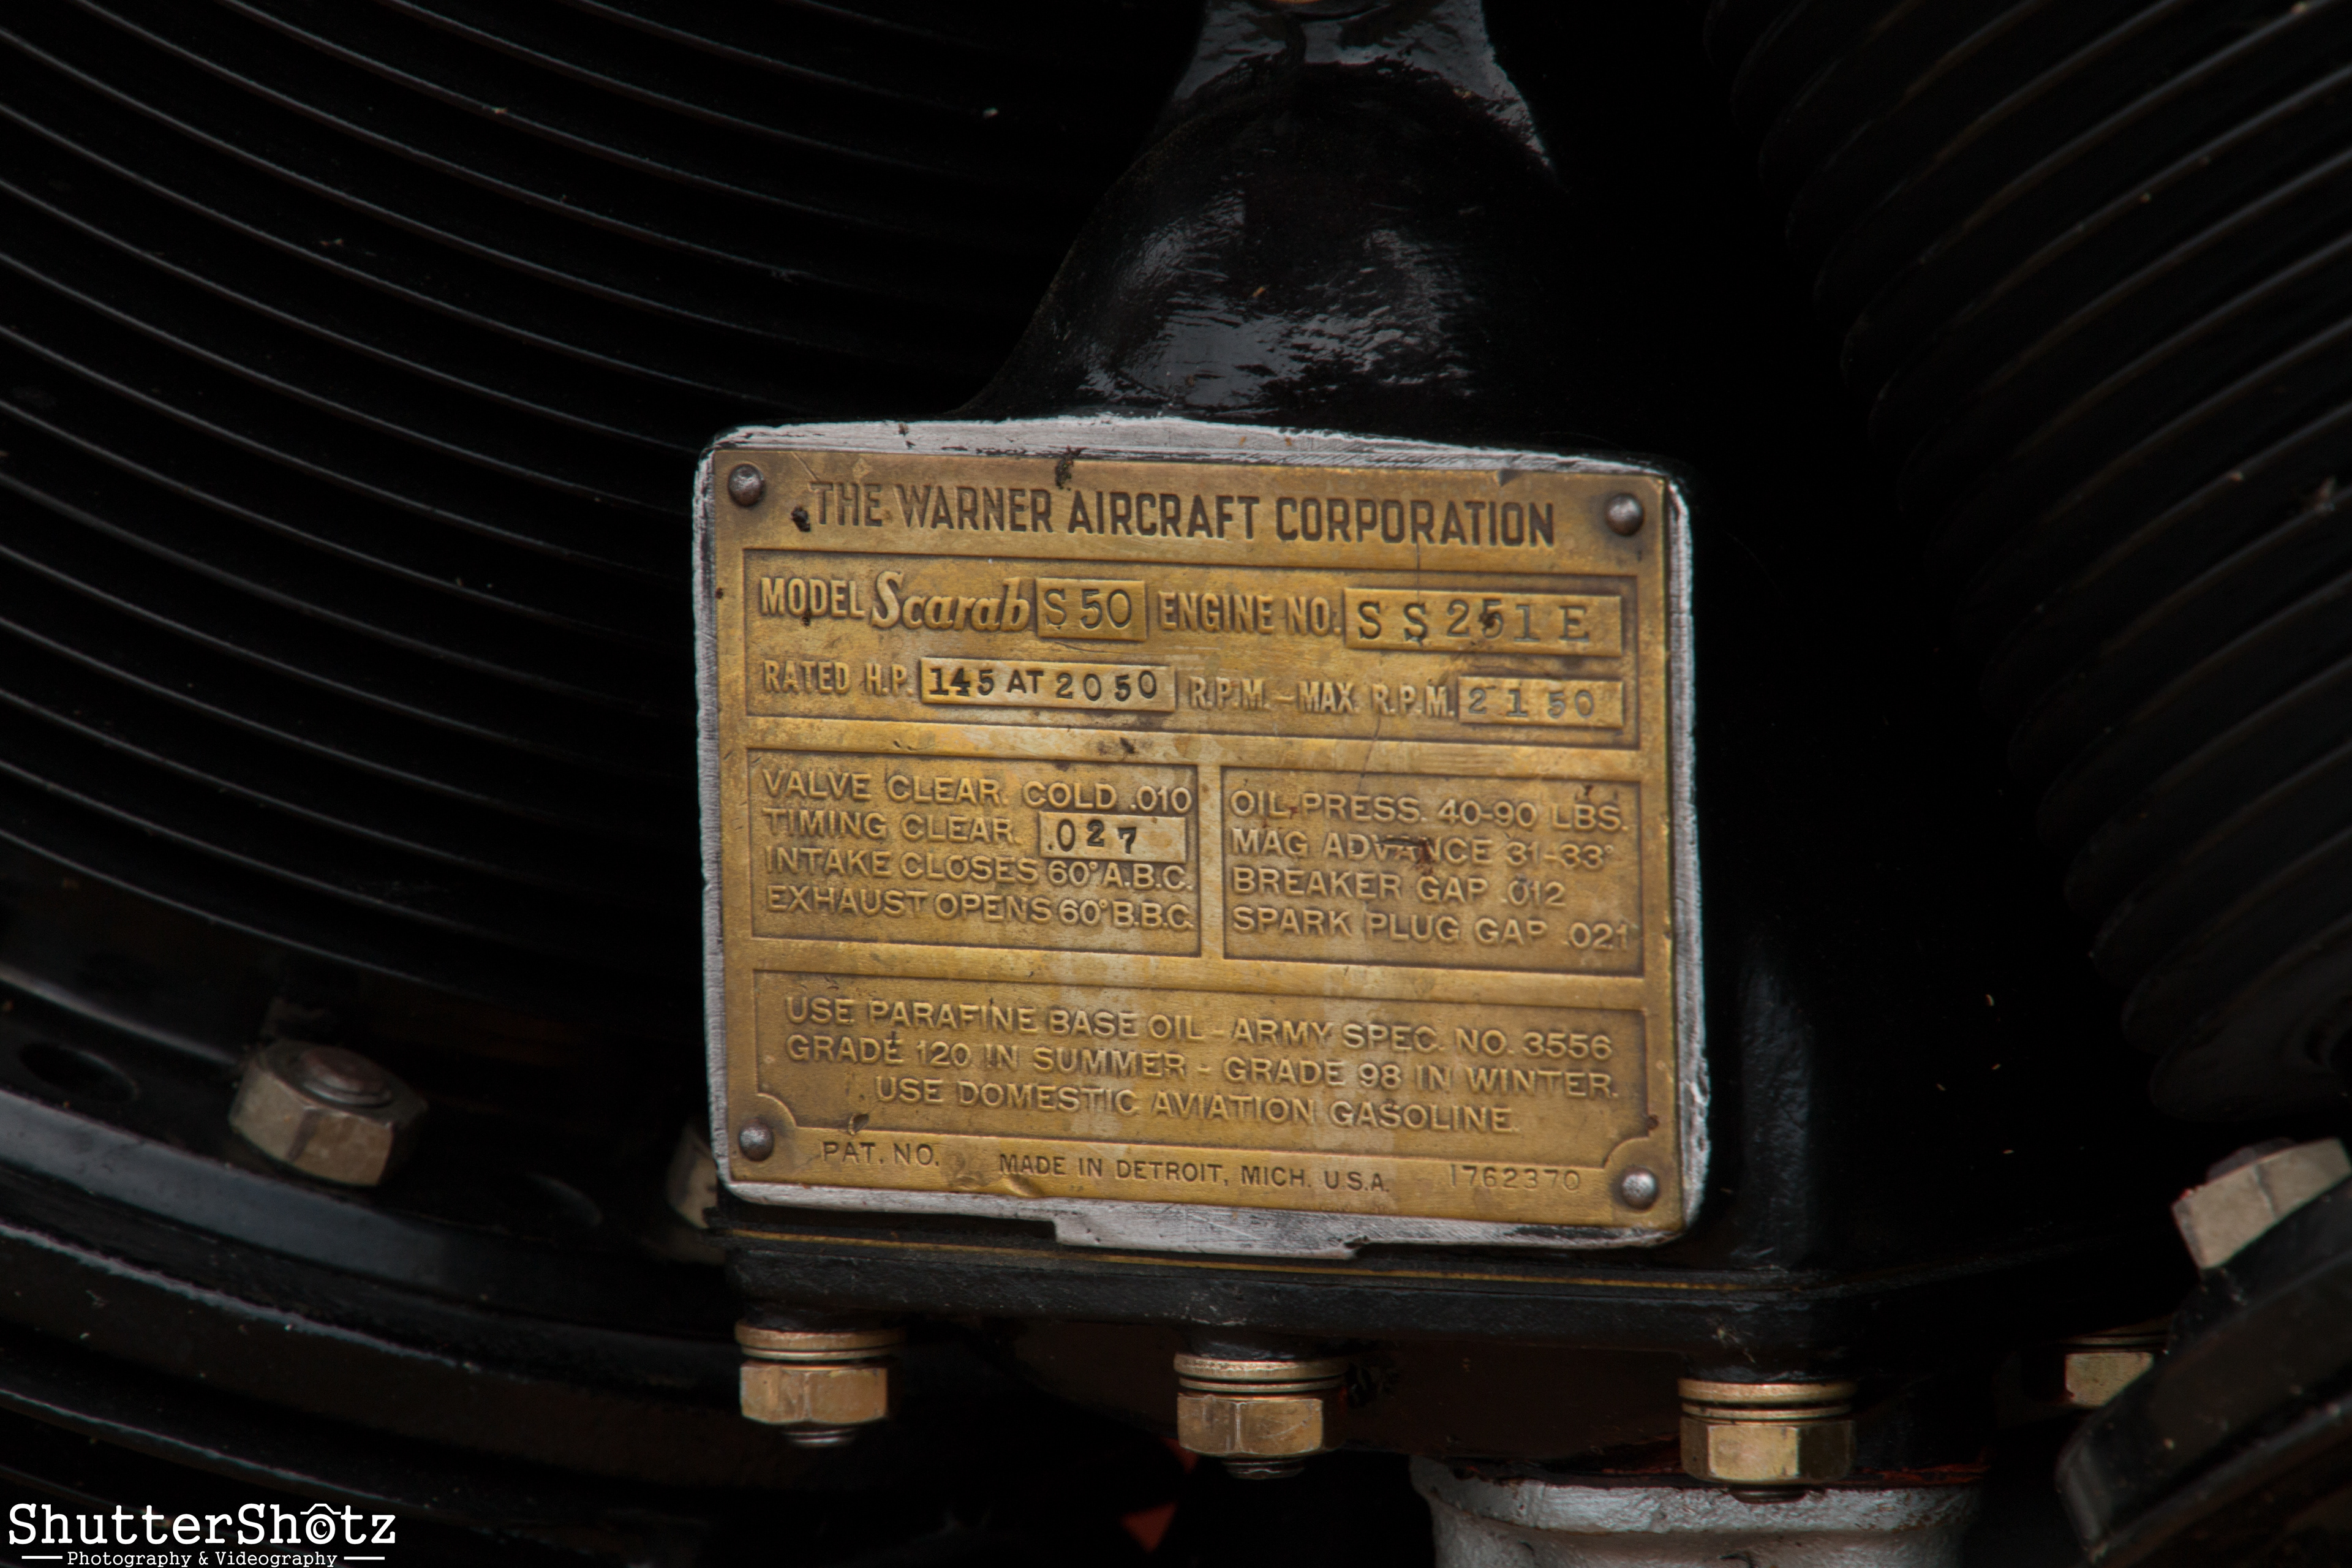 THE WARNER AIRCRAFT CORPORATION
MODEL Scarab S50 ENGINE NO. SS251E
RATED H.P. 145 AT 2050 R.P.M. - MAX. R.P.M. 2150
VALVE CLEAR. COLD .010
TIMING CLEAR. .027
INTAKE CLOSES 60° A.B.C.
EXHAUST OPENS 60° B.B.C.
OIL PRESS. 40-90 LBS.
MAG ADVANCE 31-33°
BREAKER GAP .012
SPARK PLUG GAP .021
USE PARAFINE BASE OIL - ARMY SPEC. NO. 3556
GRADE 120 IN SUMMER - GRADE 98 IN WINTER.
USE DOMESTIC AVIATION GASOLINE.
PAT. NO. MADE IN DETROIT, MICH. U.S.A. 1762370
ShutterShotz
Photography & Videography